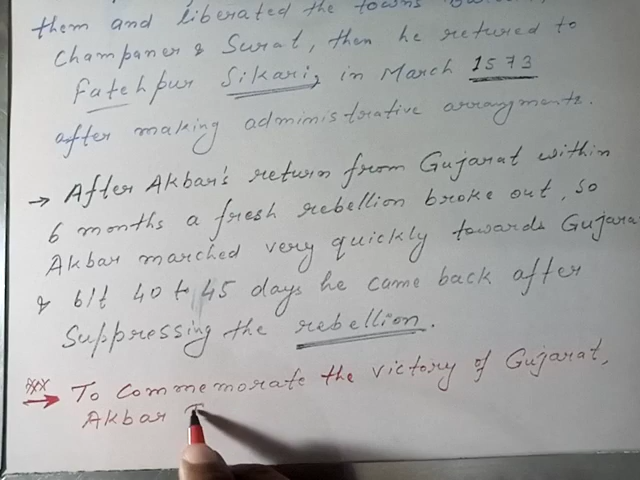 them and liberated the towns
Champaner & Surat, then he retured to
Fatehpur Sikari, in March 1573
after making administrative arrangments.
→ After Akbar's return from Gujarat within
6 months a fresh rebellion broke out, so
Akbar marched very quickly towards Gujara
& b/t 40 to 45 days he came back after
suppressing the rebellion.
To commemorate the victory of Gujarat,
Akbar